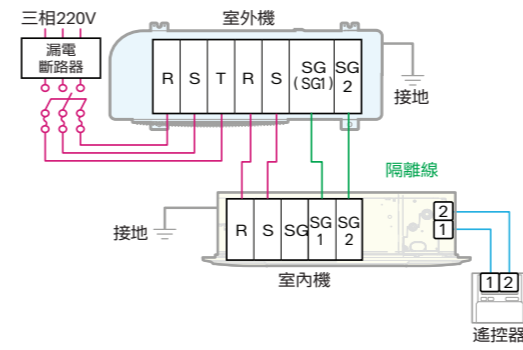 三相220V
室外機
漏電
斷路器
R S T R S SG
(SG1) SG
2
接地
隔離線
接地
R S SG SG
1 SG
2
2
1
室內機
1 2
遙控器